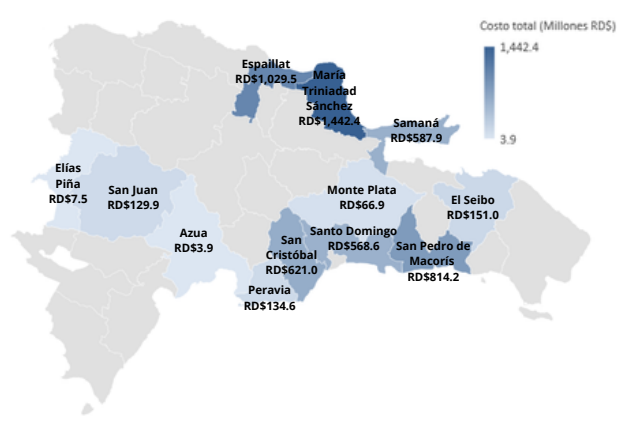 Costo total (Millones RD$)
1,442.4
3.9
Espaillat
RD$1,029.5
María
Triniadad
Sánchez
RD$1,442.4
Samaná
RD$587.9
Elías
Piña
RD$7.5
San Juan
RD$129.9
Monte Plata
RD$66.9
El Seibo
RD$151.0
Azua
RD$3.9
San
Cristóbal
RD$621.0
Santo Domingo
RD$568.6
San Pedro de
Macorís
RD$814.2
Peravia
RD$134.6